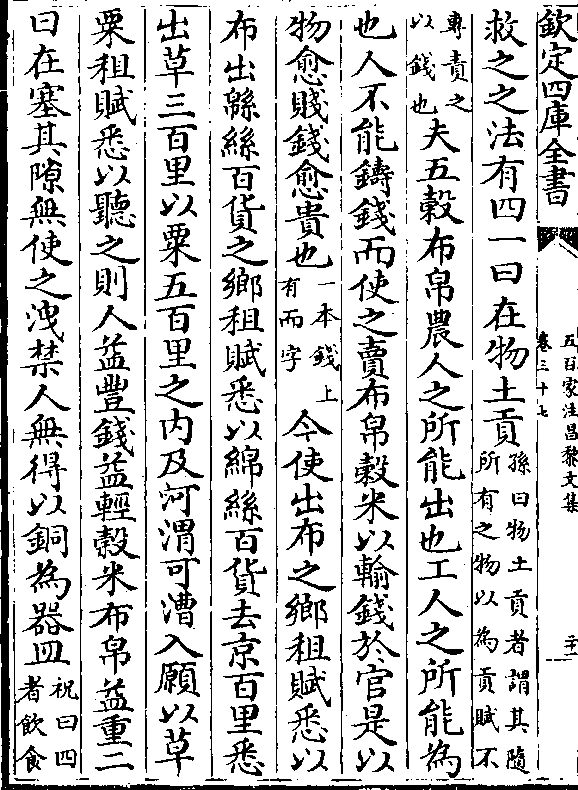 欽定四庫全書
五百家注昌黎文集
卷三十七
二十一
救之之法有四一曰在物土貢孫曰物土貢者謂其隨所有之物以為貢賦不
專責之以錢也夫五穀布帛農人之所能出也工人之所能為
也人不能鑄錢而使之賣布帛穀米以輸錢於官是以
物愈賤錢愈貴也一本錢上有而字今使出布之鄉租賦悉以
布出緜絲百貨之鄉租賦悉以綿絲百貨去京百里悉
出草三百里以粟五百里之内及河渭可漕入願以草
粟租賦悉以聽之則人益豐錢益輕榖米布帛益重二
曰在塞其隙無使之洩禁人無得以銅為器皿祝曰四者飲食